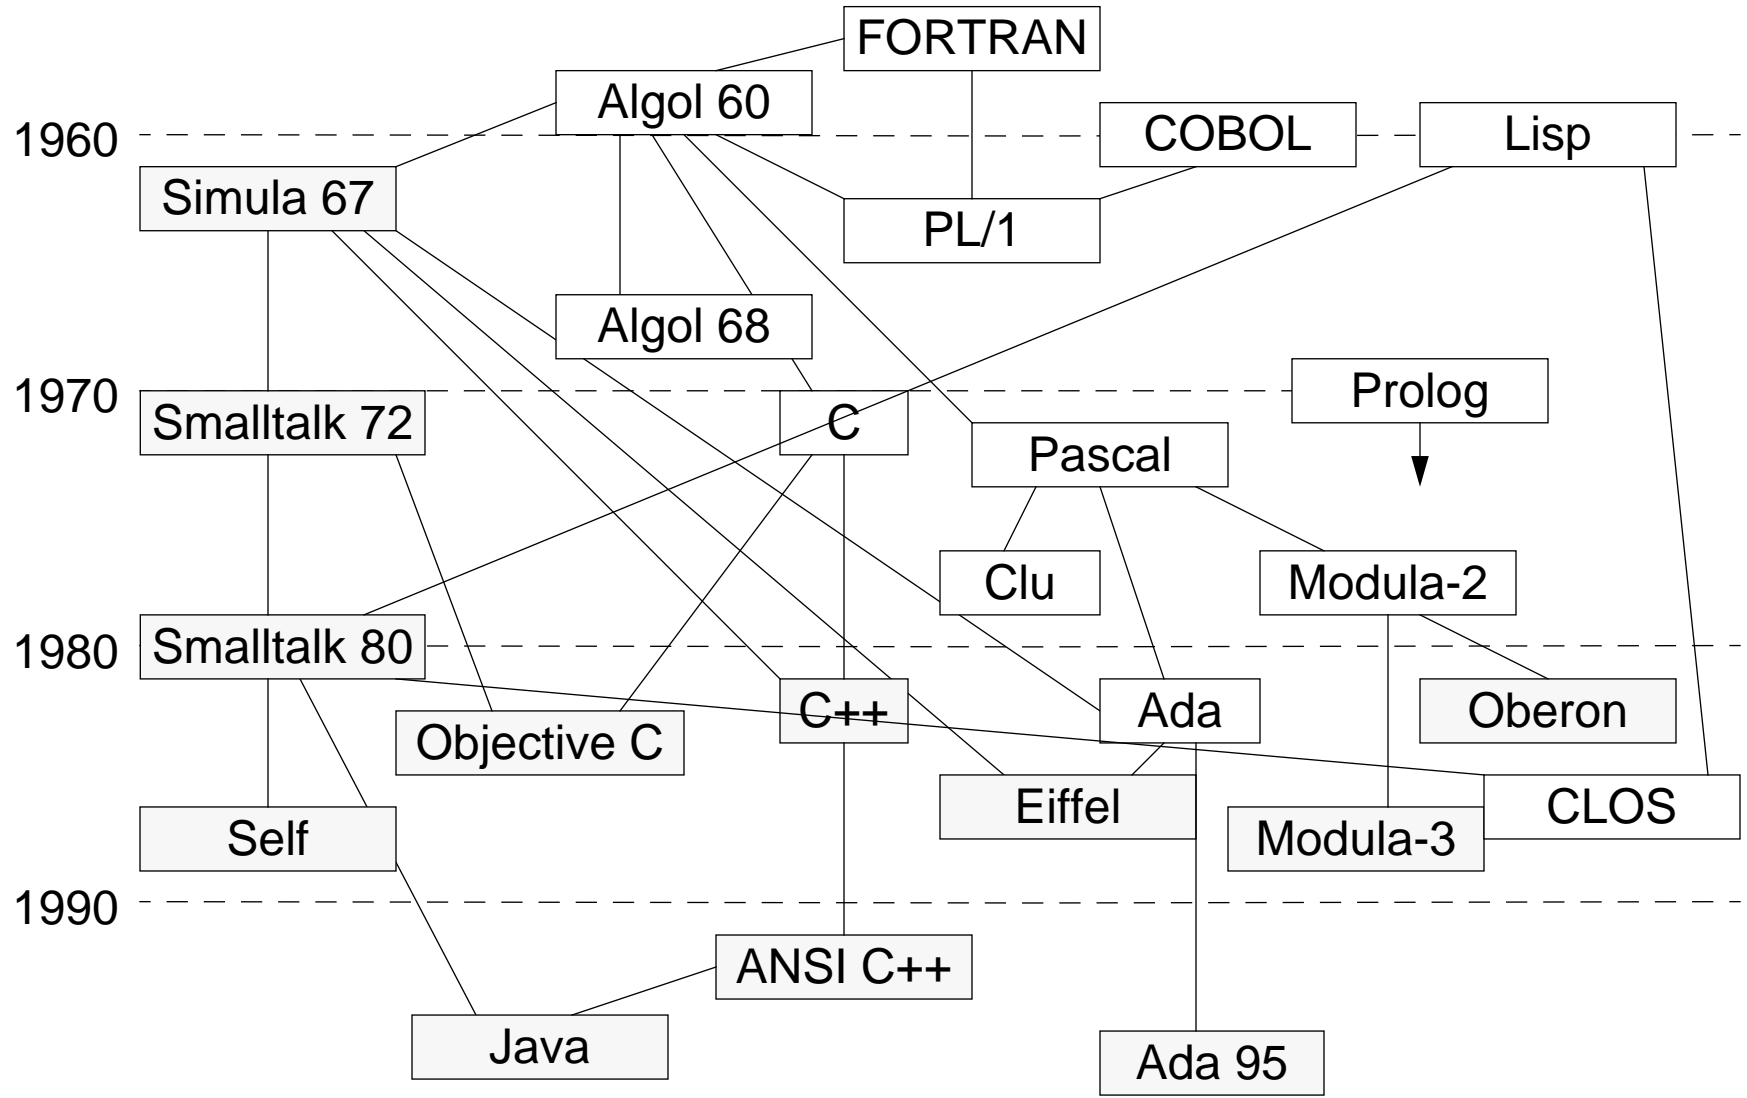 FORTRAN
Algol 60
1960
COBOL
Lisp
Simula 67
PL/1
Algol 68
1970
Prolog
Smalltalk 72
C
Pascal
Clu
Modula-2
1980
Smalltalk 80
C++
Ada
Oberon
Objective C
Eiffel
CLOS
Self
Modula-3
1990
ANSI C++
Java
Ada 95